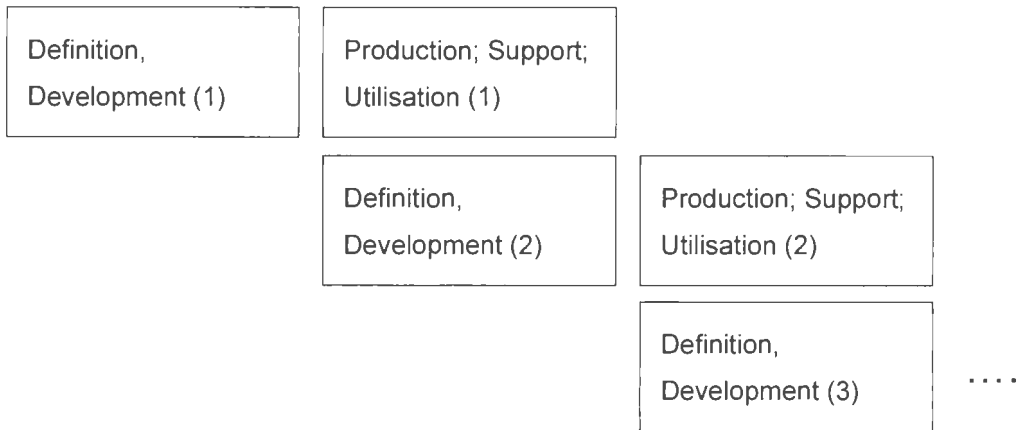 Definition,
Development (1)
Production; Support;
Utilisation (1)
Definition,
Development (2)
Production; Support;
Utilisation (2)
Definition,
Development (3)
....